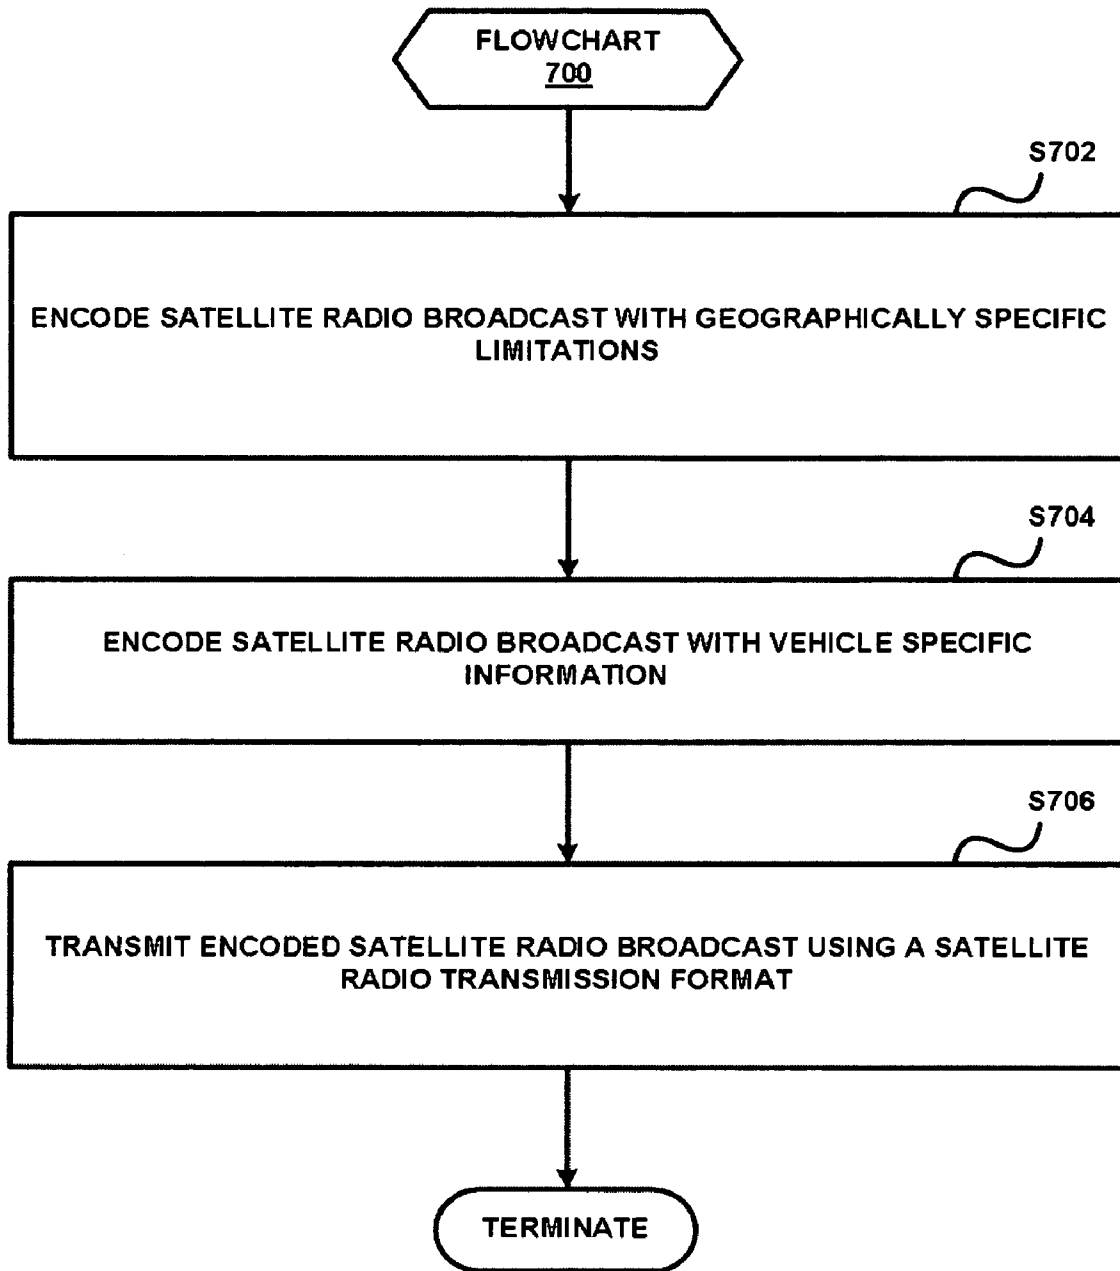 FLOWCHART
700
S702
ENCODE SATELLITE RADIO BROADCAST WITH GEOGRAPHICALLY SPECIFIC
LIMITATIONS
S704
ENCODE SATELLITE RADIO BROADCAST WITH VEHICLE SPECIFIC
INFORMATION
S706
TRANSMIT ENCODED SATELLITE RADIO BROADCAST USING A SATELLITE
RADIO TRANSMISSION FORMAT
TERMINATE